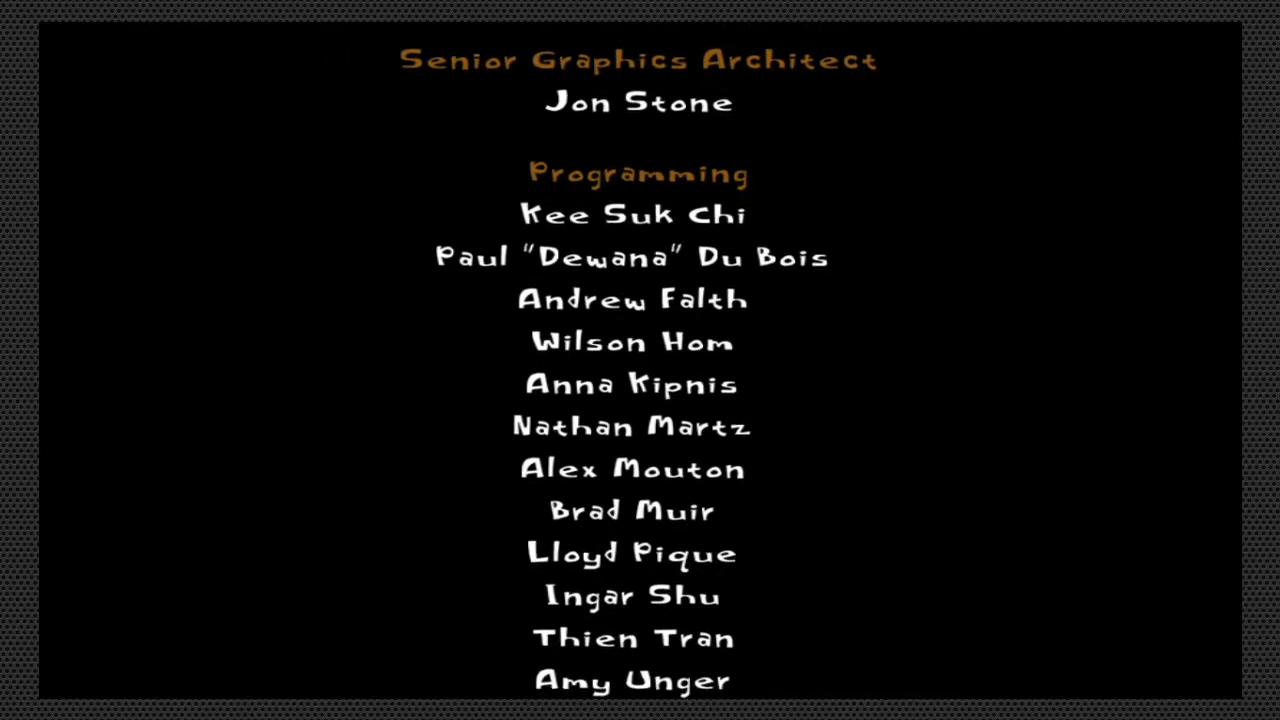 Senior Graphics Architect
Jon Stone
Programming
Kee Suk Chi
Paul "Dewana" Du Bois
Andrew Falth
Wilson Hom
Anna Kipnis
Nathan Martz
Alex Mouton
Brad Muir
Lloyd Pique
Ingar Shu
Thien Tran
Amy Unger